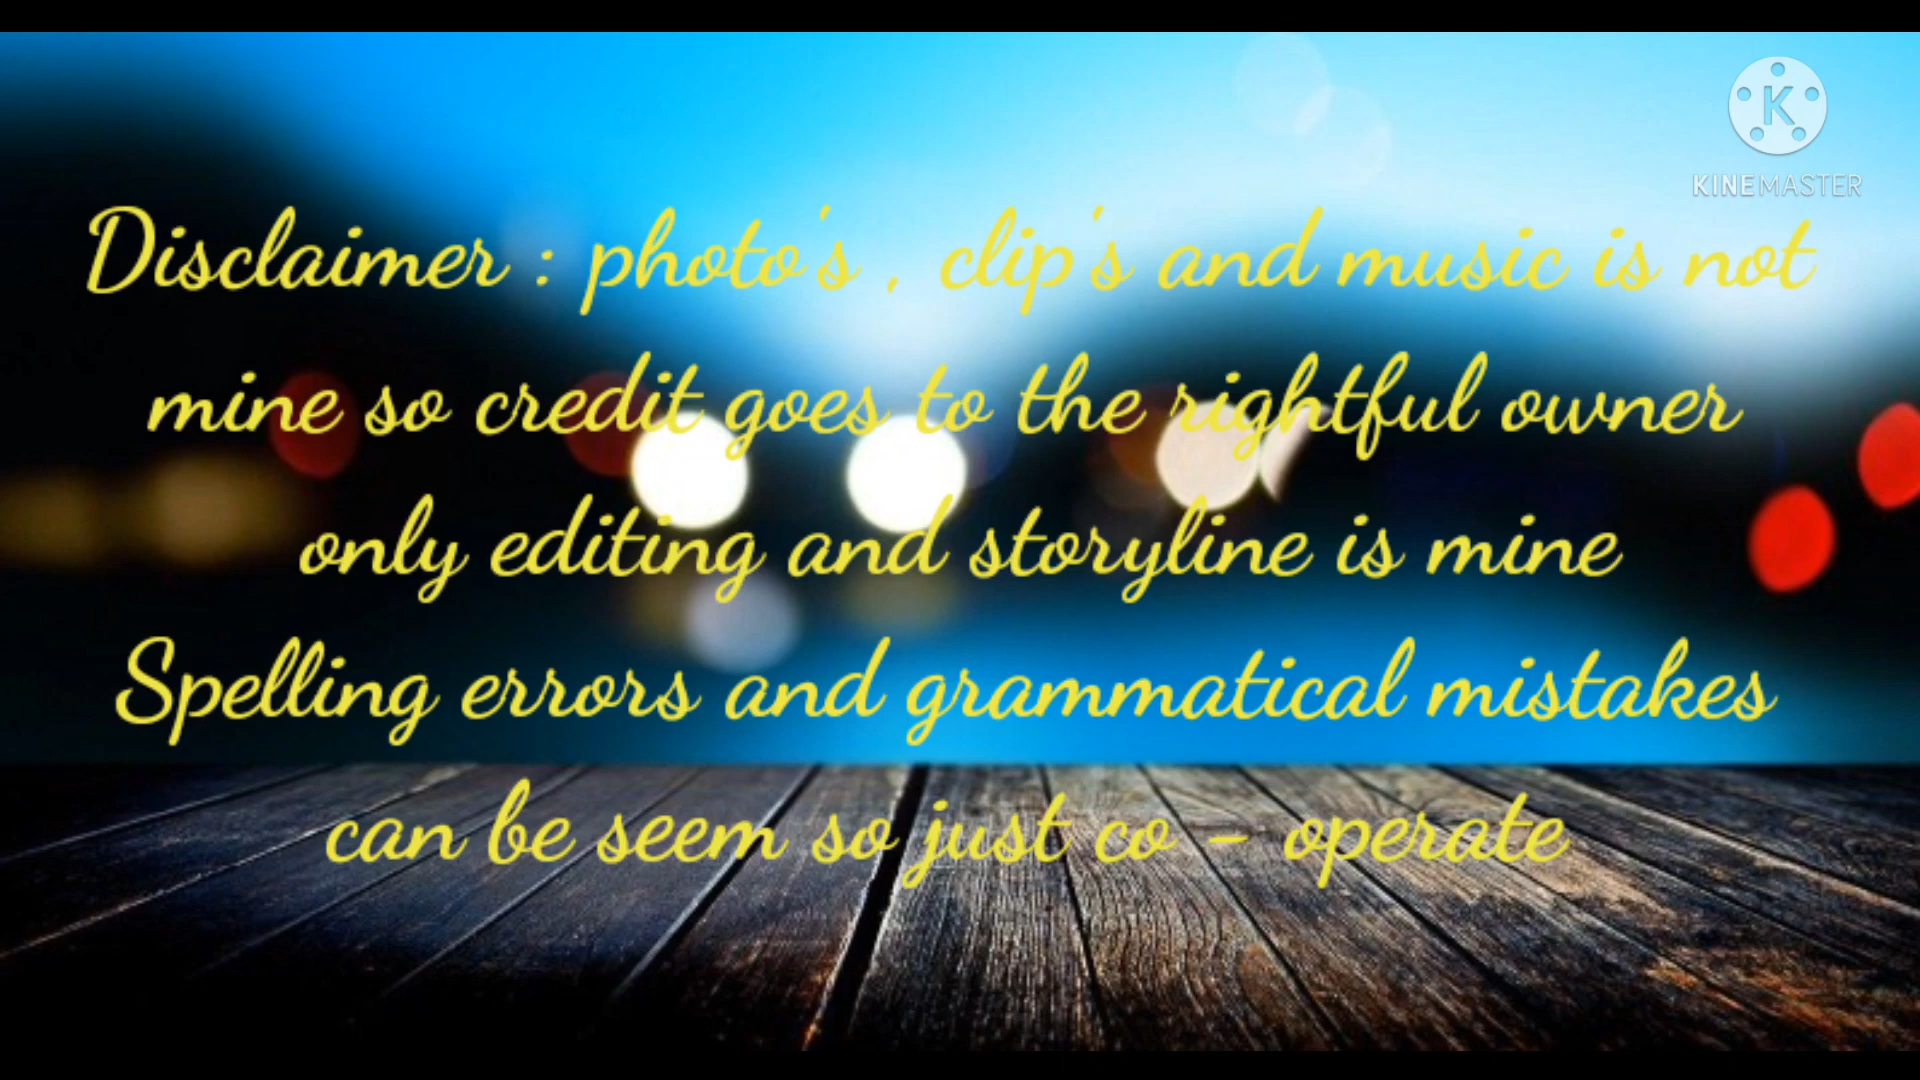 KINEMASTER
Disclaimer : photo's , clip's and music is not
mine so credit goes to the rightful owner
only editing and storyline is mine
Spelling errors and grammatical mistakes
can be seem so just co - operate